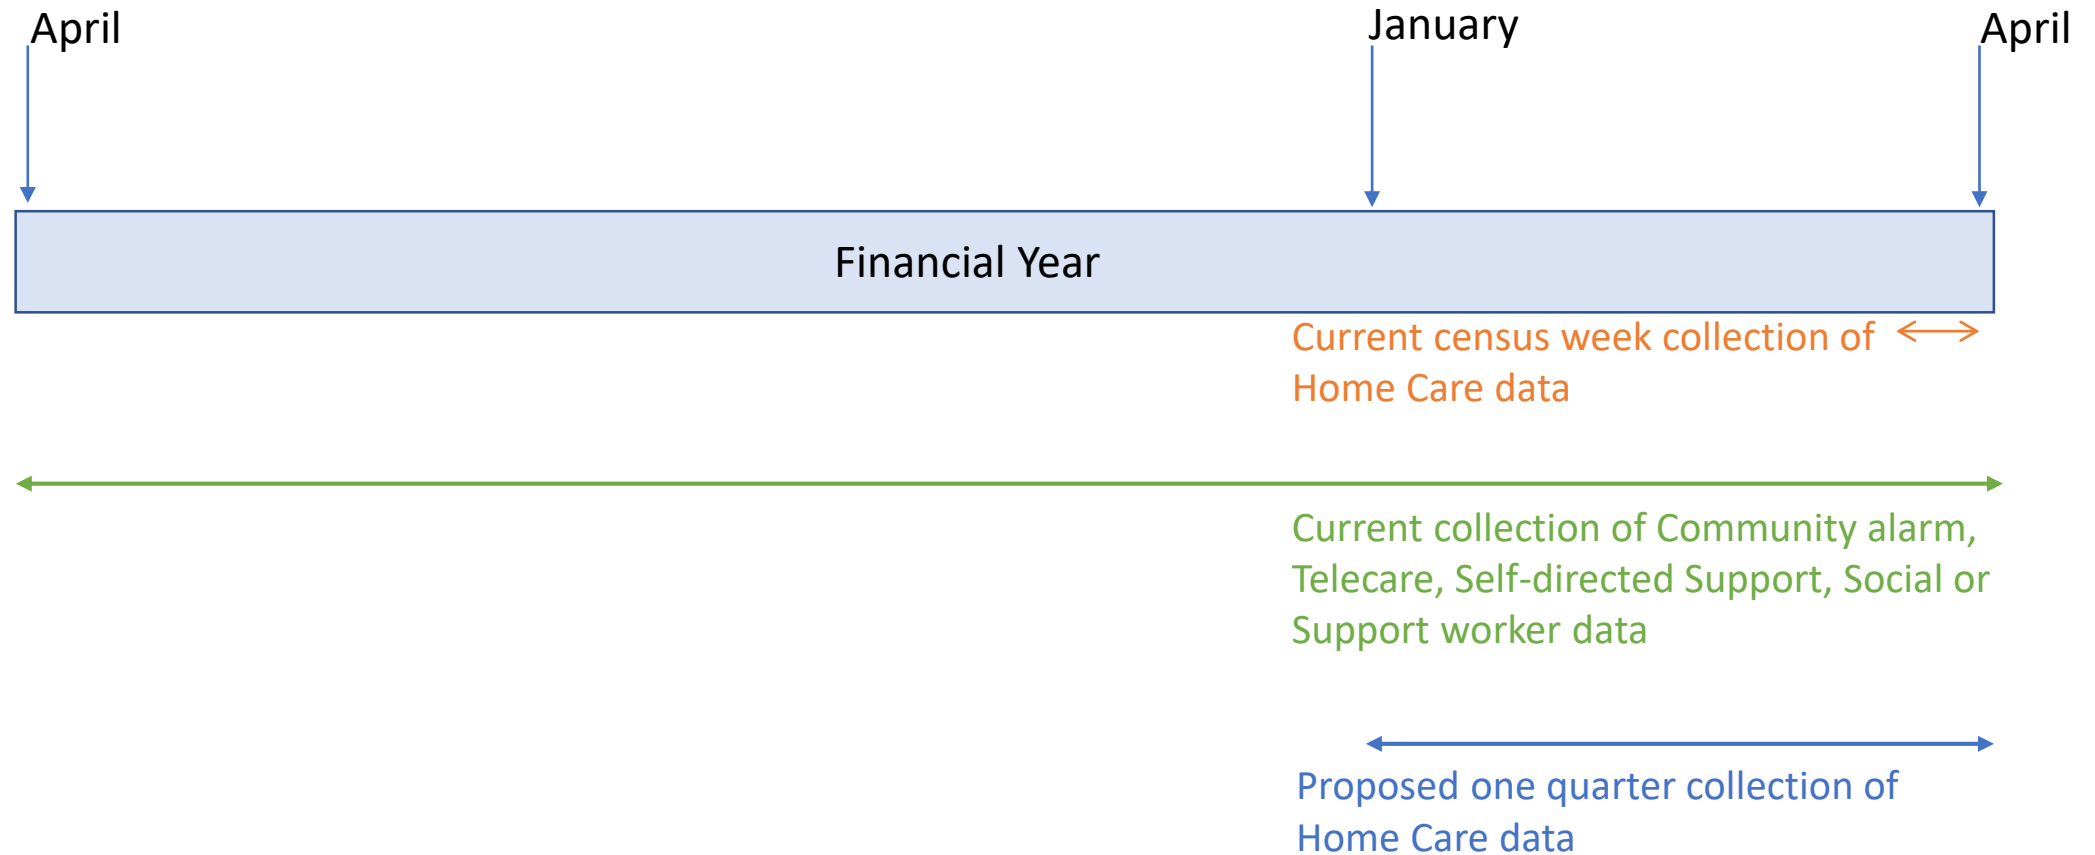 April
January
April
Financial Year
Current census week collection of
Home Care data
Current collection of Community alarm,
Telecare, Self-directed Support, Social or
Support worker data
Proposed one quarter collection of
Home Care data